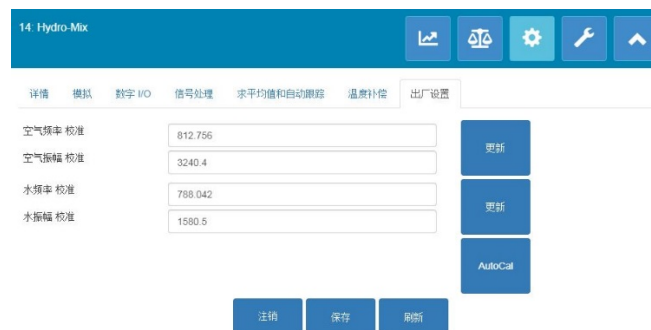 14: Hydro-Mix
详情 模拟 数字 I/O 信号处理 求平均值和自动跟踪 温度补偿 出厂设置
空气频率 校准 812.756
更新
空气振幅 校准 3240.4
水频率 校准 788.042
更新
水振幅 校准 1580.5
AutoCal
注销 保存 刷新